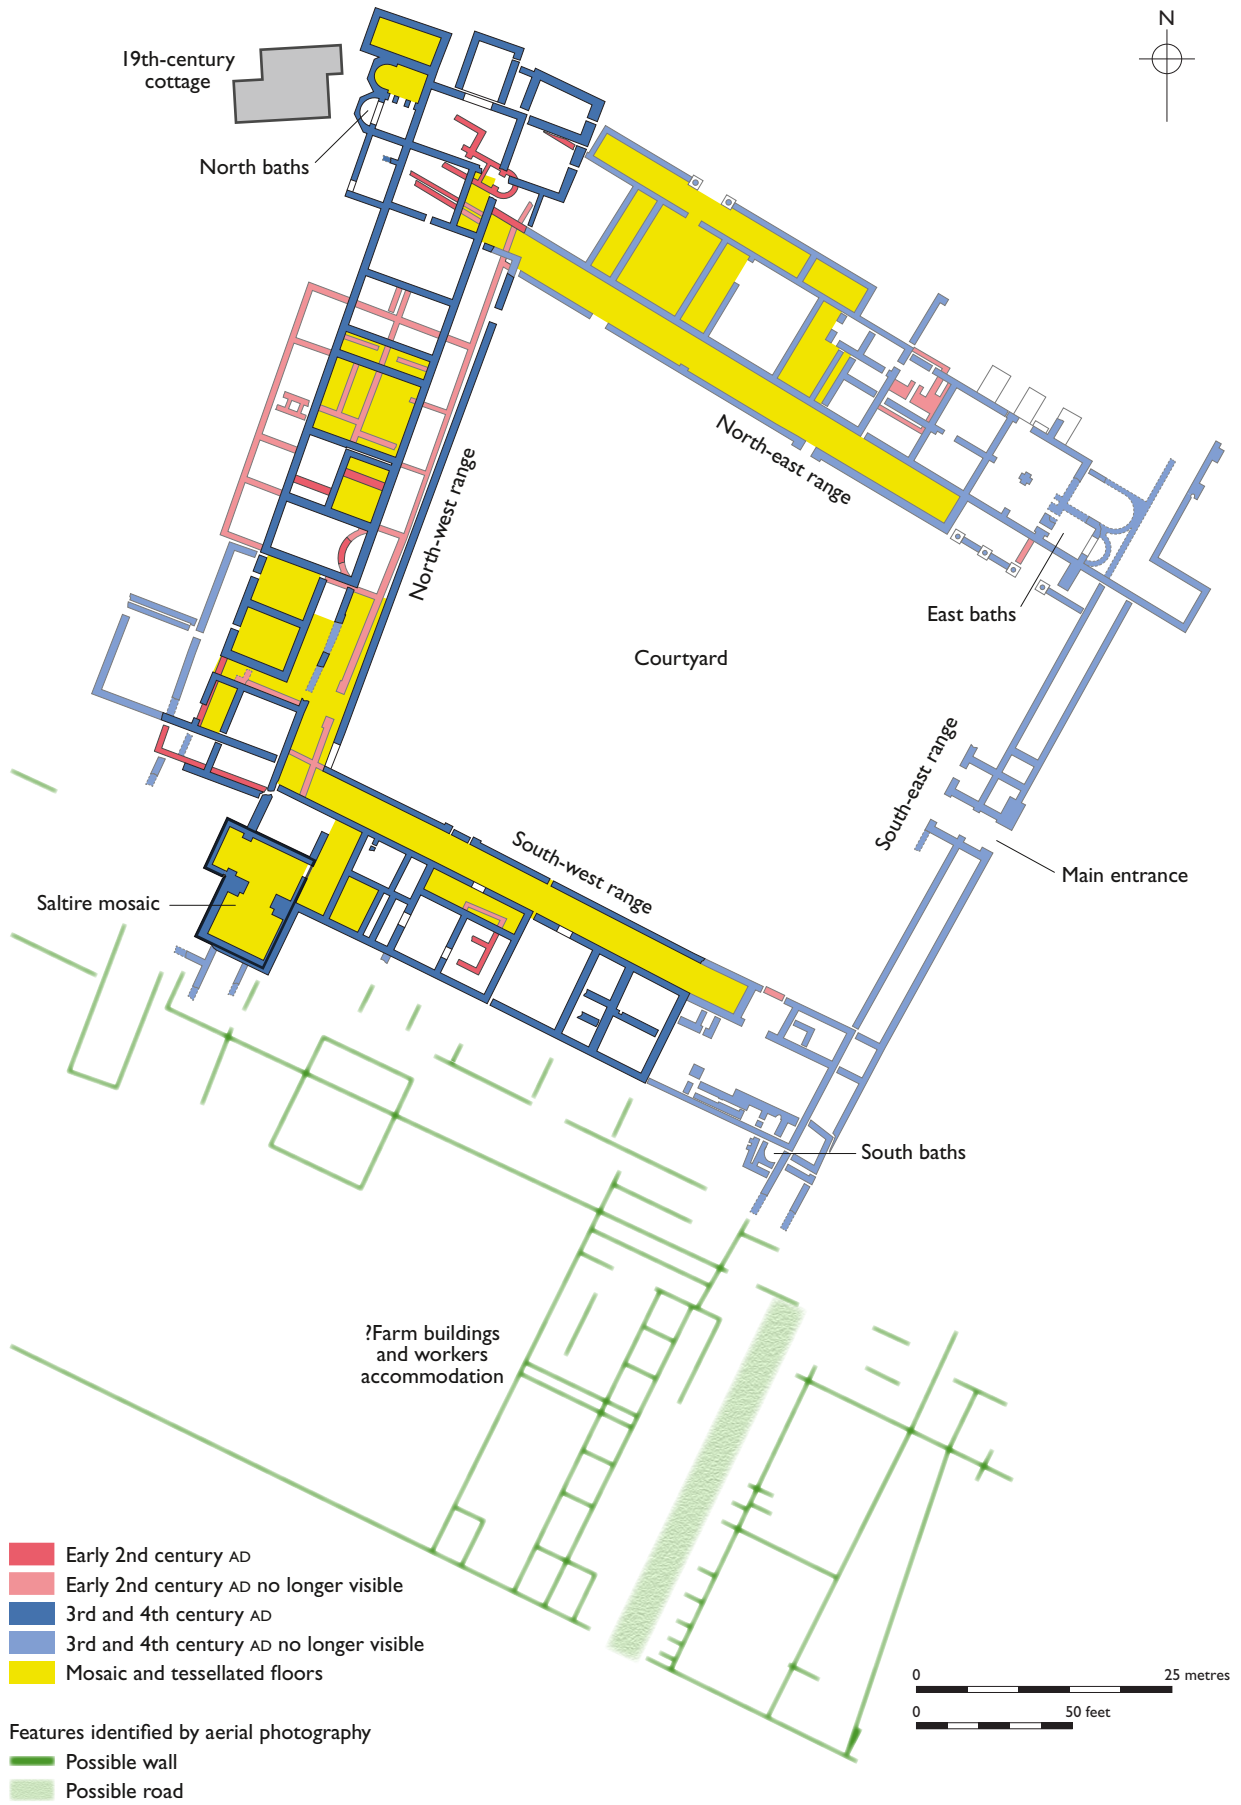 N
19th-century
cottage
North baths
North-west range
North-east range
East baths
Courtyard
South-east range
Main entrance
South-west range
Saltire mosaic
South baths
?Farm buildings
and workers
accommodation
Early 2nd century AD
Early 2nd century AD no longer visible
3rd and 4th century AD
3rd and 4th century AD no longer visible
Mosaic and tessellated floors
Features identified by aerial photography
Possible wall
Possible road
0 25 metres
0 50 feet